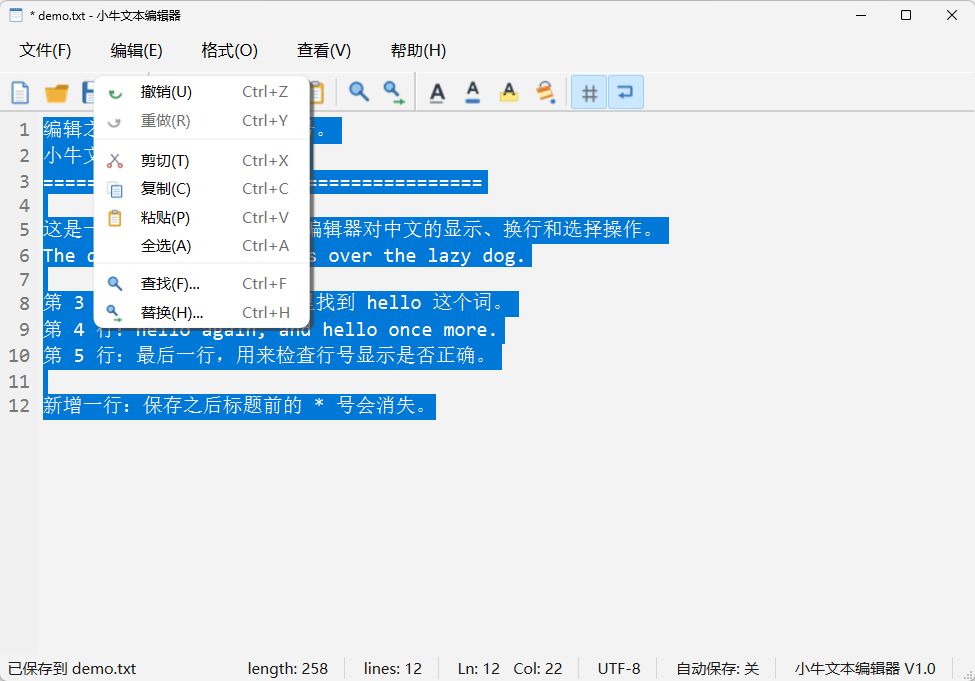 * demo.txt - 小牛文本编辑器
文件(F) 编辑(E) 格式(O) 查看(V) 帮助(H)
撤销(U) Ctrl+Z
重做(R) Ctrl+Y
剪切(T) Ctrl+X
复制(C) Ctrl+C
粘贴(P) Ctrl+V
全选(A) Ctrl+A
查找(F)... Ctrl+F
替换(H)... Ctrl+H
1 编辑 。
2 小牛文
3 ==================================
4
5 这是 编辑器对中文的显示、换行和选择操作。
6 The over the lazy dog.
7
8 第 3 找到 hello 这个词。
9 第 4 行: hello again, and hello once more.
10 第 5 行: 最后一行，用来检查行号显示是否正确。
11
12 新增一行: 保存之后标题前的 * 号会消失。
已保存到 demo.txt length: 258 lines: 12 Ln: 12 Col: 22 UTF-8 自动保存: 关 小牛文本编辑器 V1.0